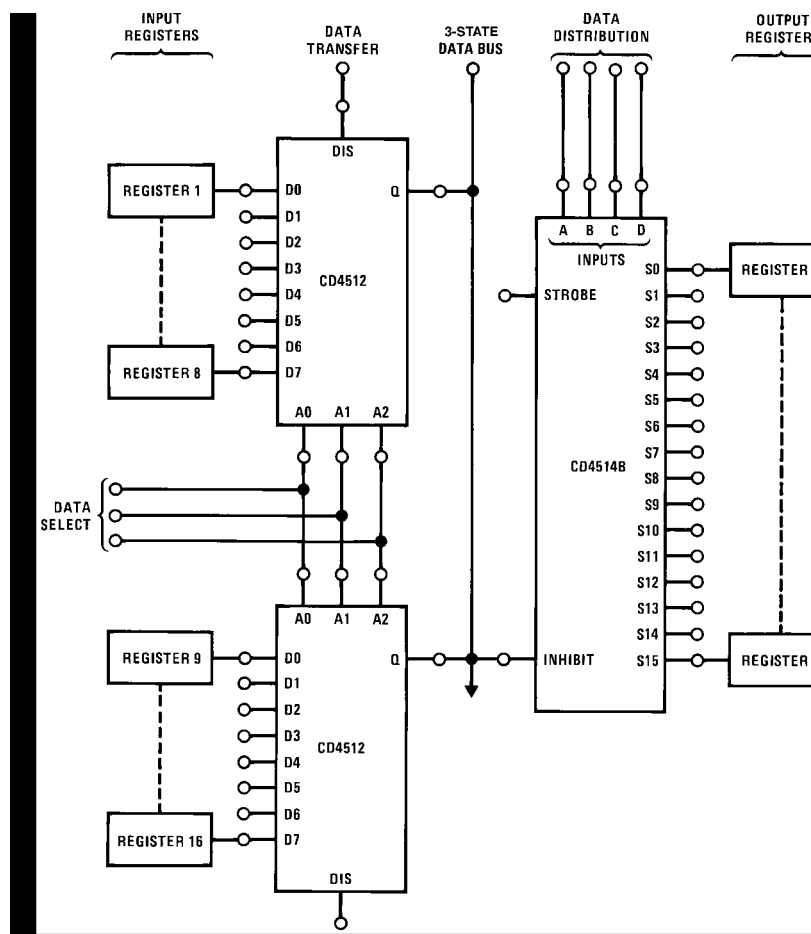 INPUT
REGISTERS
DATA
TRANSFER
3-STATE
DATA BUS
DATA
DISTRIBUTION
OUTPUT
REGISTER
DIS
REGISTER 1
D0
D1
D2
D3
D4
D5
D6
D7
Q
CD4512
REGISTER 8
A0 A1 A2
A B C D
INPUTS
STROBE
CD4514B
INHIBIT
S0
S1
S2
S3
S4
S5
S6
S7
S8
S9
S10
S11
S12
S13
S14
S15
REGISTER
REGISTER
DATA
SELECT
A0 A1 A2
REGISTER 9
D0
D1
D2
D3
D4
D5
D6
D7
Q
CD4512
REGISTER 16
DIS